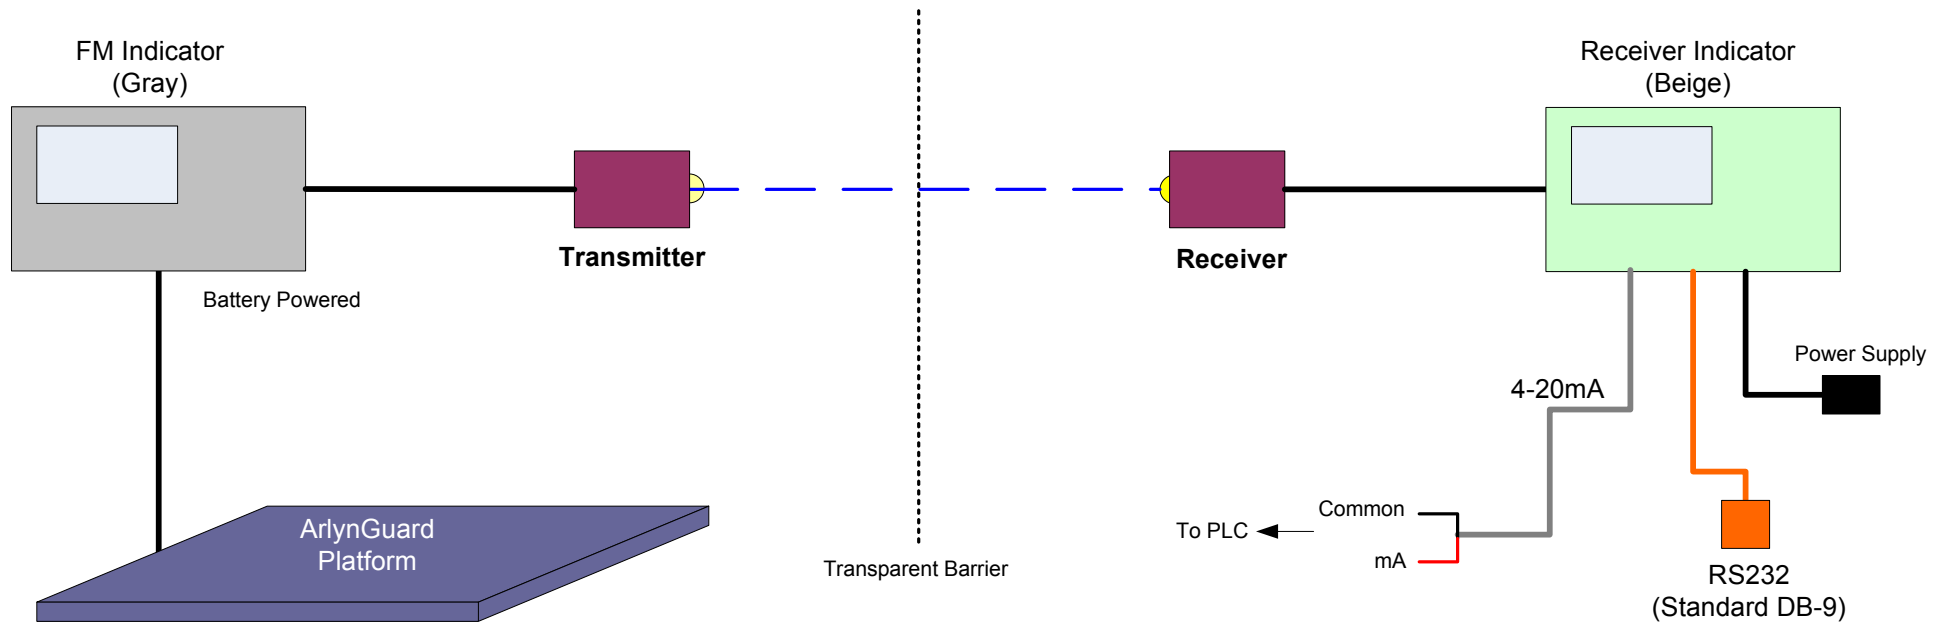 FM Indicator
(Gray)
Receiver Indicator
(Beige)
Transmitter
Receiver
Battery Powered
Power Supply
4-20mA
ArlynGuard
Platform
Common
To PLC
mA
Transparent Barrier
RS232
(Standard DB-9)